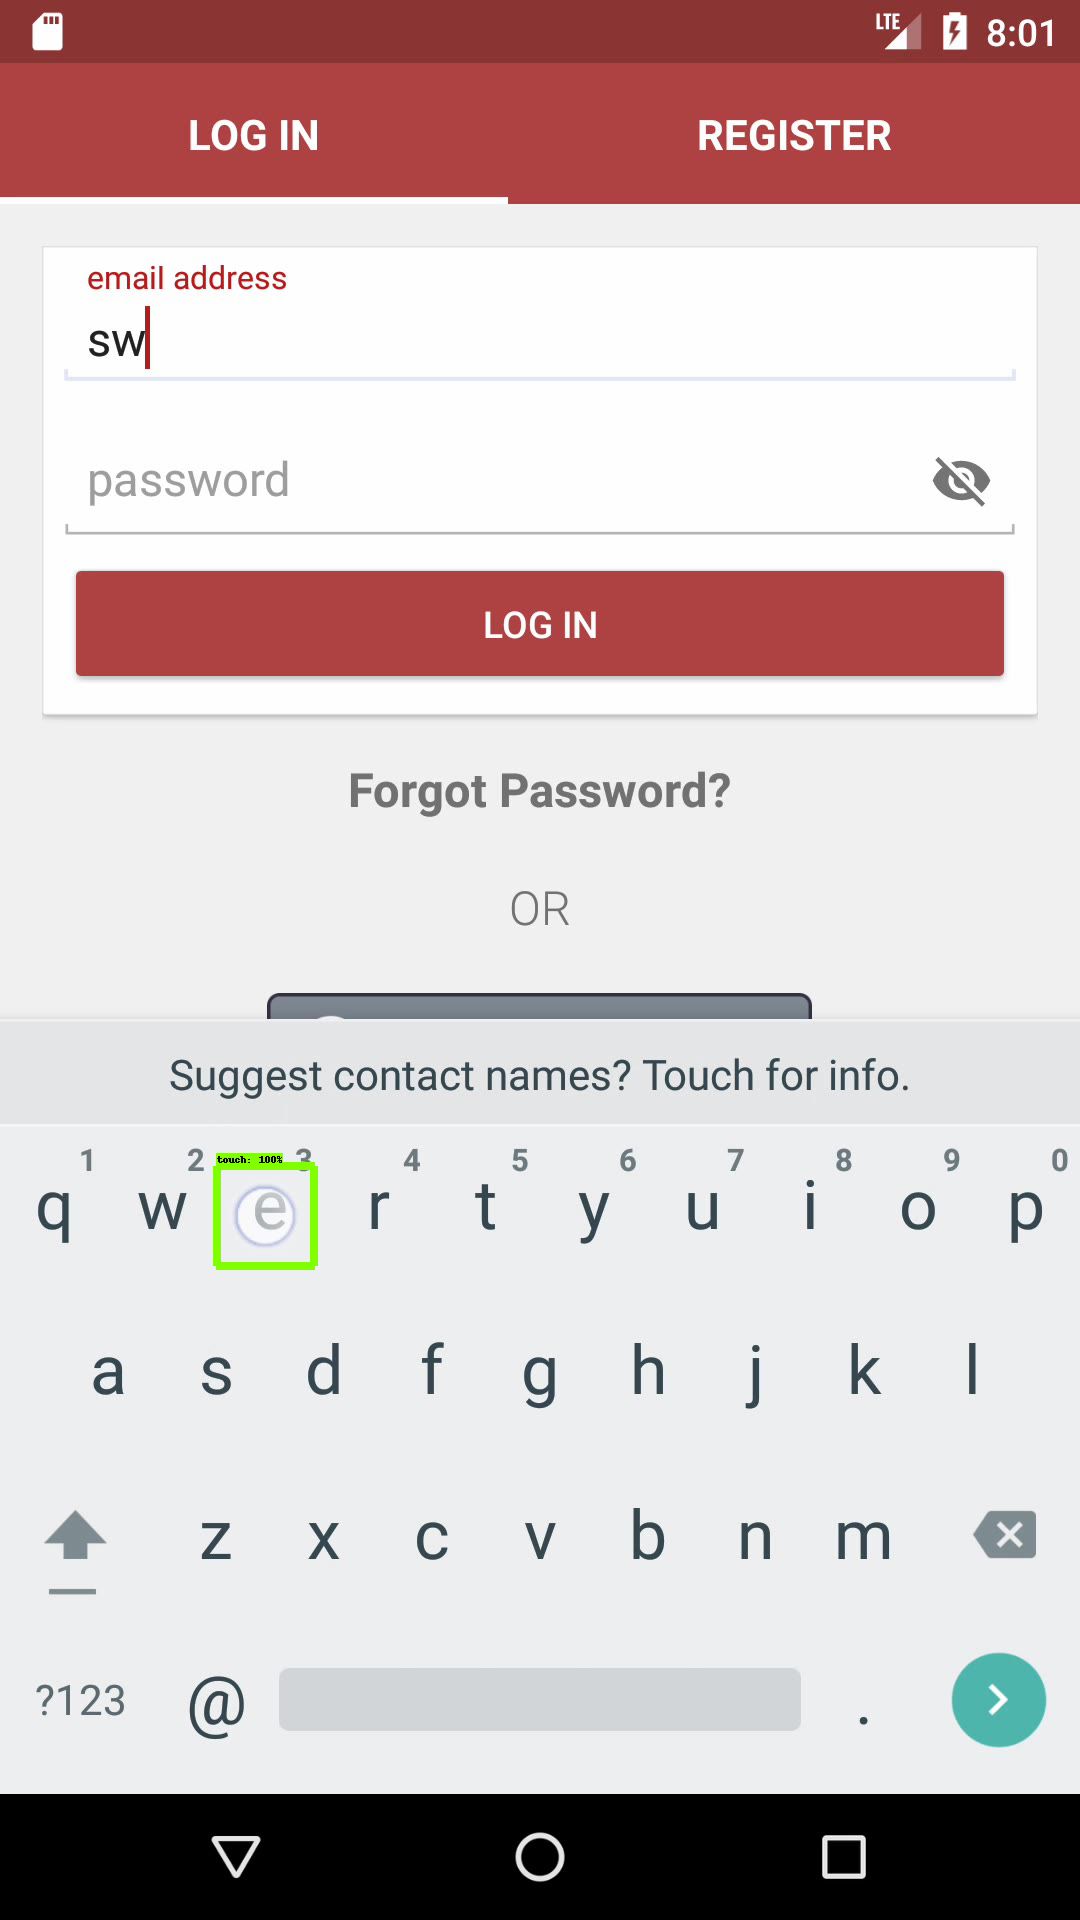 LTE 8:01
LOG IN REGISTER
email address
sw
password
LOG IN
Forgot Password?
OR
Suggest contact names? Touch for info.
touch: 100%
1 2 3 4 5 6 7 8 9 0
q w e r t y u i o p
a s d f g h j k l
z x c v b n m
?123 @ .